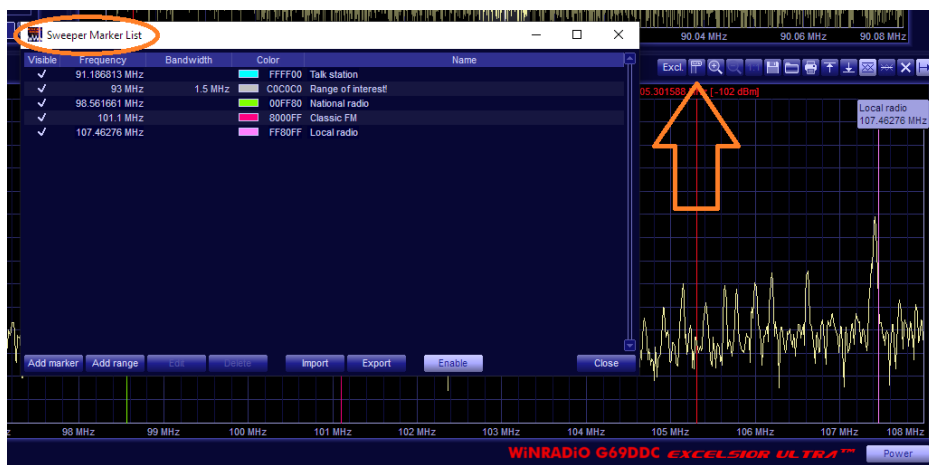 90.04 MHz 90.06 MHz 90.08 MHz
Sweeper Marker List
Visible Frequency Bandwidth Color Name
91.186813 MHz FFFF00 Talk station
93 MHz 1.5 MHz C0C0C0 Range of interest!
98.561661 MHz 00FF80 National radio
101.1 MHz 8000FF Classic FM
107.46276 MHz FF80FF Local radio
Excl.
[-102 dBm]
Local radio
107.46276 MHz
Add marker Add range Edit Delete Import Export Enable Close
98 MHz 99 MHz 100 MHz 101 MHz 102 MHz 103 MHz 104 MHz 105 MHz 106 MHz 107 MHz 108 MHz
WiNRADiO G69DDC EXCELSIOR ULTRA™ Power